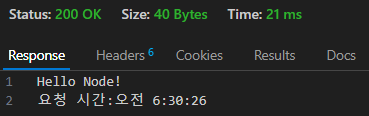 Status: 200 OK Size: 40 Bytes Time: 21 ms
Response Headers 6 Cookies Results Docs
1 Hello Node!
2 요청 시간:오전 6:30:26